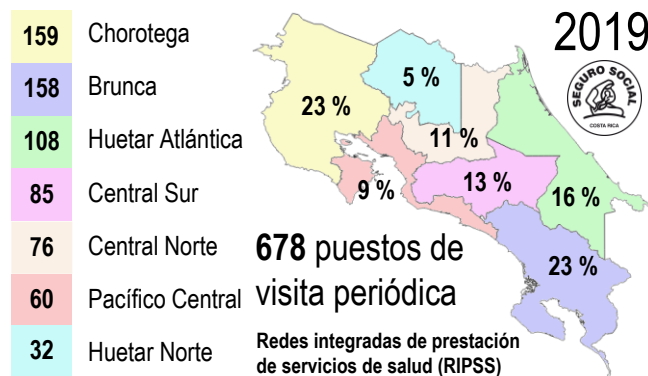 2019
SEGURO SOCIAL
COSTA RICA
159 Chorotega
158 Brunca
108 Huetar Atlántica
85 Central Sur
76 Central Norte
60 Pacífico Central
32 Huetar Norte
5 %
23 %
11 %
13 %
9 %
16 %
23 %
678 puestos de
visita periódica
Redes integradas de prestación
de servicios de salud (RIPSS)